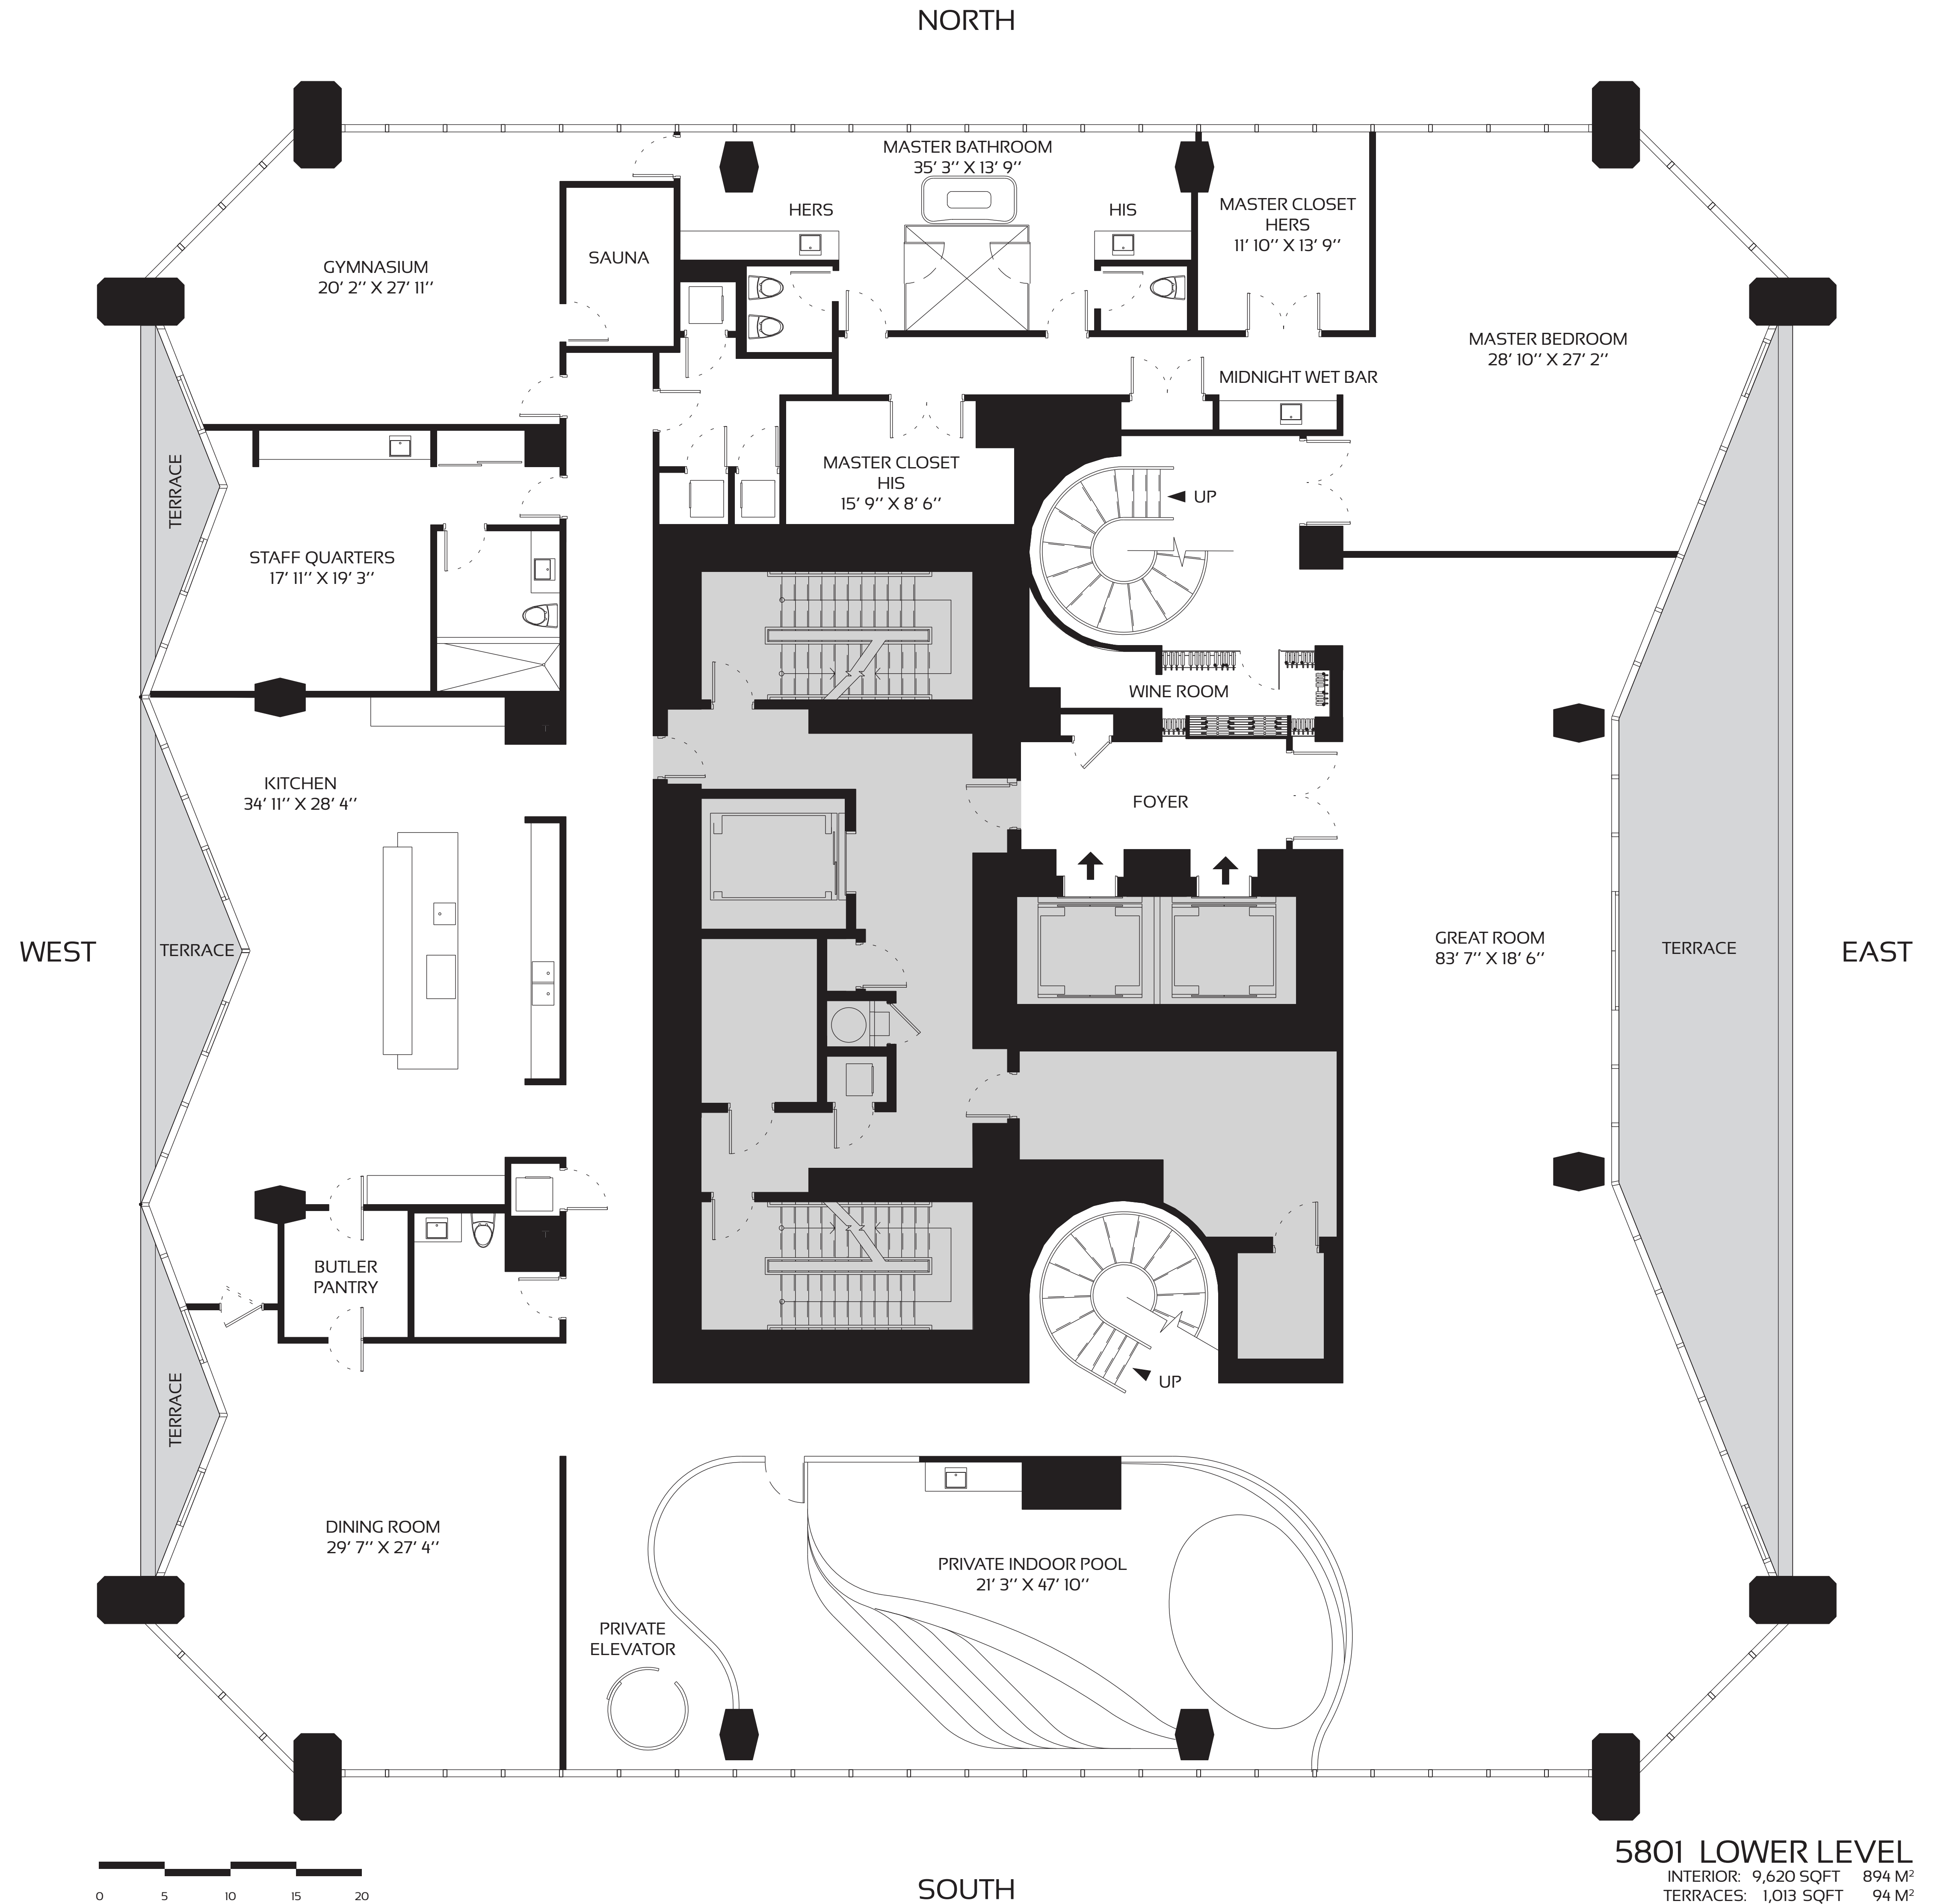 NORTH
MASTER BATHROOM
35' 3'' X 13' 9''
HERS
HIS
MASTER CLOSET
HERS
11' 10'' X 13' 9''
SAUNA
GYMNASIUM
20' 2'' X 27' 11''
MASTER BEDROOM
28' 10'' X 27' 2''
MIDNIGHT WET BAR
MASTER CLOSET
HIS
15' 9'' X 8' 6''
TERRACE
UP
STAFF QUARTERS
17' 11'' X 19' 3''
WINE ROOM
KITCHEN
34' 11'' X 28' 4''
FOYER
WEST
TERRACE
GREAT ROOM
83' 7'' X 18' 6''
TERRACE
EAST
BUTLER
PANTRY
TERRACE
UP
DINING ROOM
29' 7'' X 27' 4''
PRIVATE INDOOR POOL
21' 3'' X 47' 10''
PRIVATE
ELEVATOR
5801 LOWER LEVEL
INTERIOR: 9,620 SQFT 894 M²
TERRACES: 1,013 SQFT 94 M²
0 5 10 15 20
SOUTH